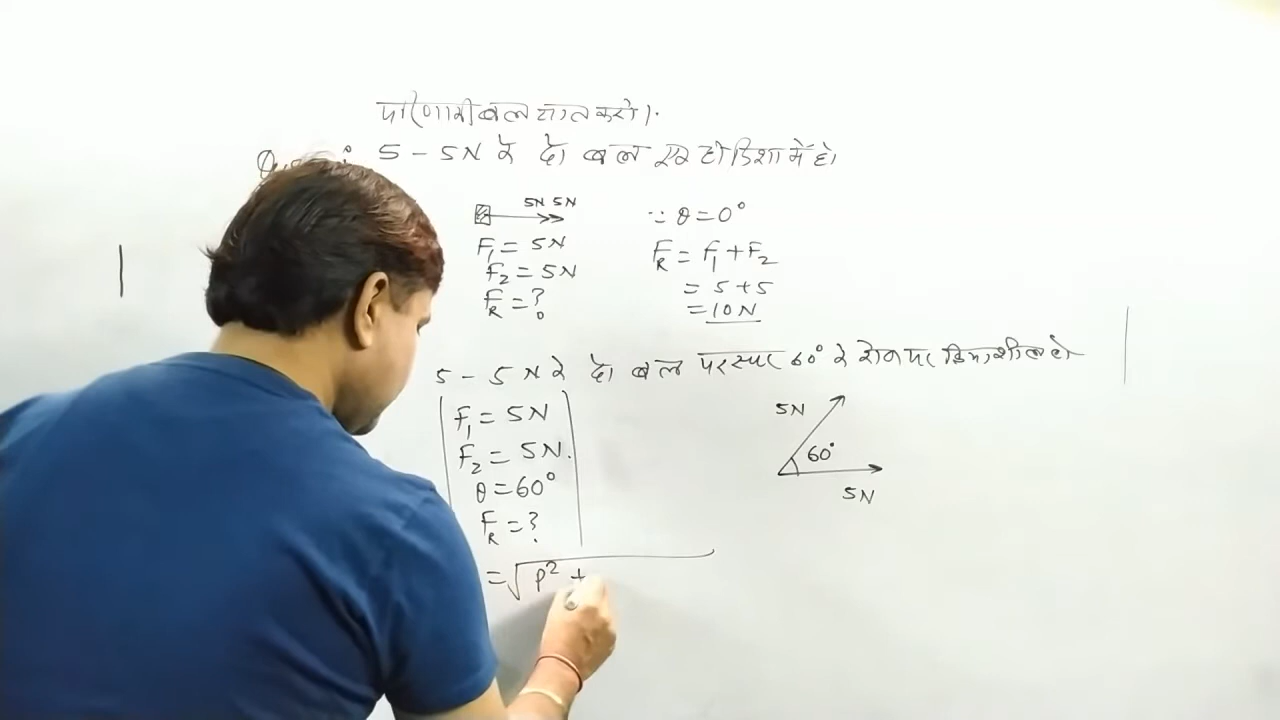 परिणामी बल ज्ञात करो।
5 - 5N के दो बल एक ही दिशा में हो
5N 5N
F₁ = 5N
F₂ = 5N
F_R = ?
∵ θ = 0°
F_R = F₁ + F₂
= 5 + 5
= 10N
5 - 5N के दो बल परस्पर 60° के कोण पर क्रियाशील हो
F₁ = 5N
F₂ = 5N.
θ = 60°
F_R = ?
= √P² +
5N
60°
5N